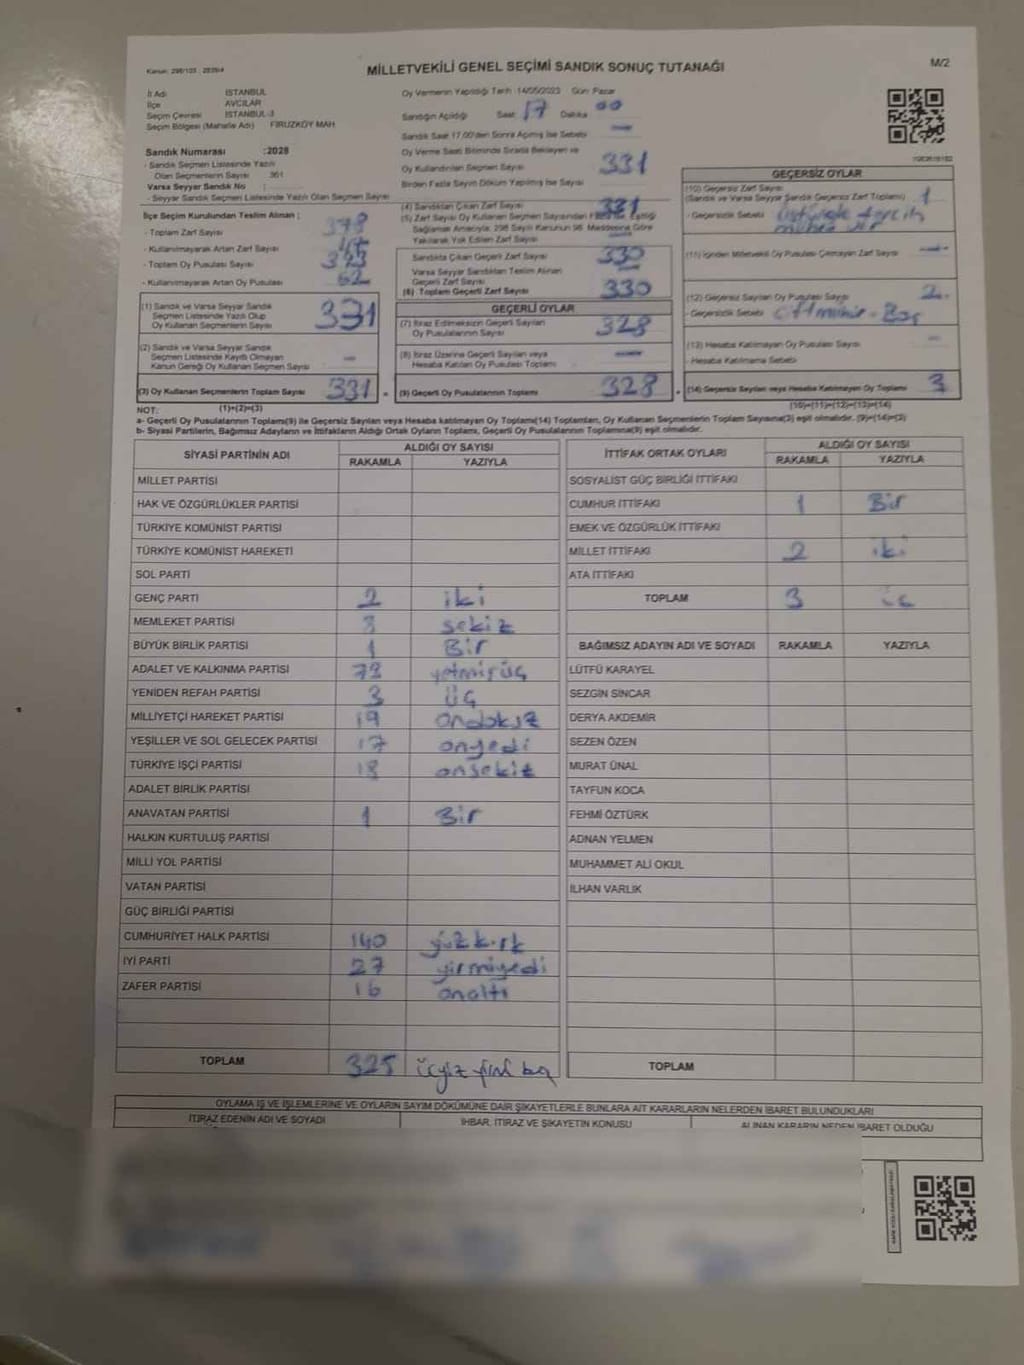 Kanun: 298/103 : 2839/4
MİLLETVEKİLİ GENEL SEÇİMİ SANDIK SONUÇ TUTANAĞI
M/2
İl Adı İSTANBUL
İlçe AVCILAR
Seçim Çevresi İSTANBUL-3
Seçim Bölgesi (Mahalle Adı) FİRUZKÖY MAH.
Sandık Numarası :2028
- Sandık Seçmen Listesinde Yazılı
Olan Seçmenlerin Sayısı 361
Varsa Seyyar Sandık No :
- Seyyar Sandık Seçmen Listesinde Yazılı Olan Seçmen Sayısı
Oy Vermenin Yapıldığı Tarih :14/05/2023 Gün: Pazar
Sandığın Açıldığı Saat 17 Dakika 00
Sandık Saat 17.00'den Sonra Açılmış İse Sebebi —
Oy Verme Saati Bitiminde Sırada Bekleyen ve
Oy Kullandırılan Seçmen Sayısı 331
Birden Fazla Sayım Döküm Yapılmış İse Sayısı
İlçe Seçim Kurulundan Teslim Alınan ;
- Toplam Zarf Sayısı 378
- Kullanılmayarak Artan Zarf Sayısı
- Toplam Oy Pusulası Sayısı
- Kullanılmayarak Artan Oy Pusulası 62
(4) Sandıktan Çıkan Zarf Sayısı 331
(5) Zarf Sayısı Oy Kullanan Seçmen Sayısından Fazla İse, Eşitliği
Sağlamak Amacıyla; 298 Sayılı Kanunun 98. Maddesine Göre
Yakılarak Yok Edilen Zarf Sayısı —
Sandıkta Çıkan Geçerli Zarf Sayısı 330
Varsa Seyyar Sandıktan Teslim Alınan
Geçerli Zarf Sayısı —
(6) Toplam Geçerli Zarf Sayısı 330
GEÇERSİZ OYLAR
(10) Geçersiz Zarf Sayısı
(Sandık ve Varsa Seyyar Sandık Geçersiz Zarf Toplamı) 1
- Geçersizlik Sebebi tercih
(11) İçinden Milletvekili Oy Pusulası Çıkmayan Zarf Sayısı —
(12) Geçersiz Sayılan Oy Pusulası Sayısı 2
- Geçersizlik Sebebi Çift mühür - Boş
(13) Hesaba Katılmayan Oy Pusulası Sayısı —
- Hesaba Katılmama Sebebi
(14) Geçersiz Sayılan veya Hesaba Katılmayan Oy Toplamı 3
(10)+(11)+(12)+(13)=(14)
(1) Sandık ve Varsa Seyyar Sandık
Seçmen Listesinde Yazılı Olup
Oy Kullanan Seçmenlerin Sayısı 331
(2) Sandık ve Varsa Seyyar Sandık
Seçmen Listesinde Kayıtlı Olmayan
Kanun Gereği Oy Kullanan Seçmen Sayısı —
(3) Oy Kullanan Seçmenlerin Toplam Sayısı 331 =
(1)+(2)=(3)
GEÇERLİ OYLAR
(7) İtiraz Edilmeksizin Geçerli Sayılan
Oy Pusulasının Sayısı 328
(8) İtiraz Üzerine Geçerli Sayılan veya
Hesaba Katılan Oy Pusulası Toplamı —
(9) Geçerli Oy Pusulasının Toplamı 328 +
NOT:
a- Geçerli Oy Pusulalarının Toplamı(9) ile Geçersiz Sayılan veya Hesaba katılmayan Oy Toplamı(14) Toplamları, Oy Kullanan Seçmenlerin Toplam Sayısına(3) eşit olmalıdır. (9)+(14)=(3)
b- Siyasi Partilerin, Bağımsız Adayların ve İttifakların Aldığı Ortak Oyların Toplamı, Geçerli Oy Pusulalarının Toplamına(9) eşit olmalıdır.
SİYASİ PARTİNİN ADI ALDIĞI OY SAYISI
RAKAMLA YAZIYLA
MİLLET PARTİSİ
HAK VE ÖZGÜRLÜKLER PARTİSİ
TÜRKİYE KOMÜNİST PARTİSİ
TÜRKİYE KOMÜNİST HAREKETİ
SOL PARTİ
GENÇ PARTİ 2 iki
MEMLEKET PARTİSİ 8 sekiz
BÜYÜK BİRLİK PARTİSİ 1 Bir
ADALET VE KALKINMA PARTİSİ 73 yetmişüç
YENİDEN REFAH PARTİSİ 3 üç
MİLLİYETÇİ HAREKET PARTİSİ 19 ondokuz
YEŞİLLER VE SOL GELECEK PARTİSİ 17 onyedi
TÜRKİYE İŞÇİ PARTİSİ 18 onsekiz
ADALET BİRLİK PARTİSİ
ANAVATAN PARTİSİ 1 Bir
HALKIN KURTULUŞ PARTİSİ
MİLLİ YOL PARTİSİ
VATAN PARTİSİ
GÜÇ BİRLİĞİ PARTİSİ
CUMHURİYET HALK PARTİSİ 140 yüzkırk
İYİ PARTİ 27 yirmiyedi
ZAFER PARTİSİ 16 onaltı
TOPLAM 325
İTTİFAK ORTAK OYLARI ALDIĞI OY SAYISI
RAKAMLA YAZIYLA
SOSYALİST GÜÇ BİRLİĞİ İTTİFAKI
CUMHUR İTTİFAKI 1 Bir
EMEK VE ÖZGÜRLÜK İTTİFAKI
MİLLET İTTİFAKI 2 iki
ATA İTTİFAKI
TOPLAM 3 üç
BAĞIMSIZ ADAYIN ADI VE SOYADI RAKAMLA YAZIYLA
LÜTFÜ KARAYEL
SEZGİN SİNCAR
DERYA AKDEMİR
SEZEN ÖZEN
MURAT ÜNAL
TAYFUN KOCA
FEHMİ ÖZTÜRK
ADNAN YELMEN
MUHAMMET ALİ OKUL
İLHAN VARLIK
TOPLAM
OYLAMA İŞ VE İŞLEMLERİNE VE OYLARIN SAYIM DÖKÜMÜNE DAİR ŞİKAYETLERLE BUNLARA AİT KARARLARIN NELERDEN İBARET BULUNDUKLARI
İTİRAZ EDENİN ADI VE SOYADI İHBAR, İTİRAZ VE ŞİKAYETİN KONUSU ALINAN KARARIN NEDEN İBARET OLDUĞU